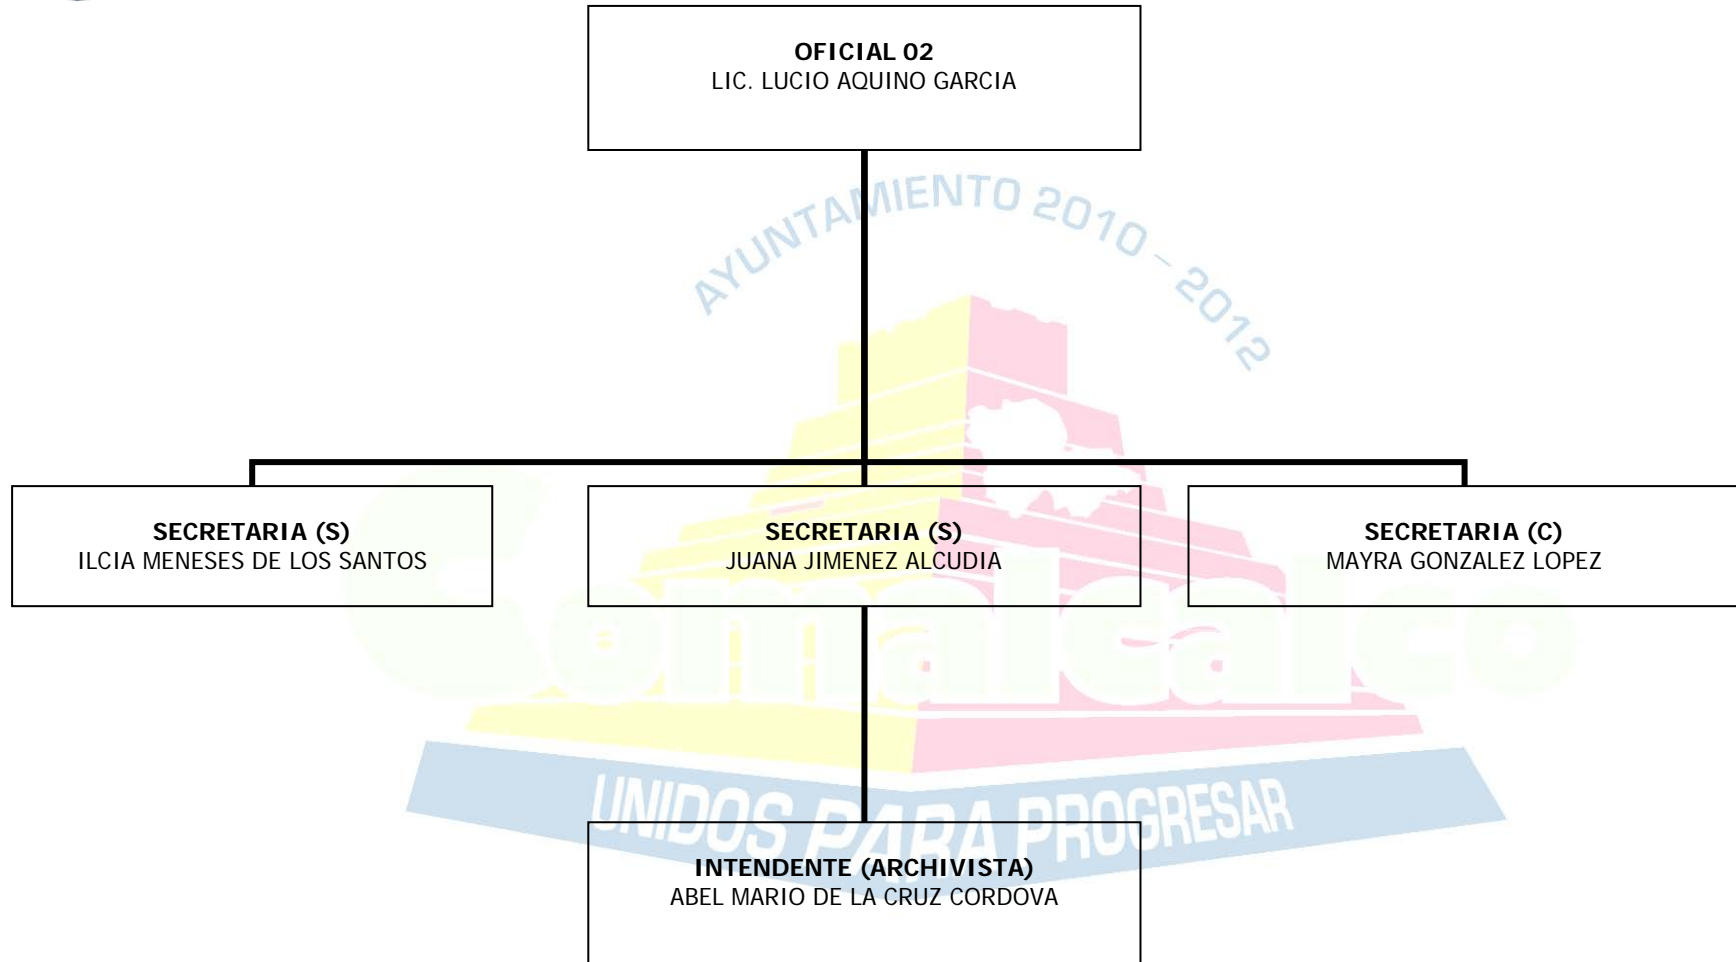 OFICIAL 02
LIC. LUCIO AQUINO GARCIA
AYUNTAMIENTO 2010 - 2012
SECRETARIA (S)
ILCIA MENESES DE LOS SANTOS
SECRETARIA (S)
JUANA JIMENEZ ALCUDIA
SECRETARIA (C)
MAYRA GONZALEZ LOPEZ
Comalcalco
UNIDOS PARA PROGRESAR
INTENDENTE (ARCHIVISTA)
ABEL MARIO DE LA CRUZ CORDOVA